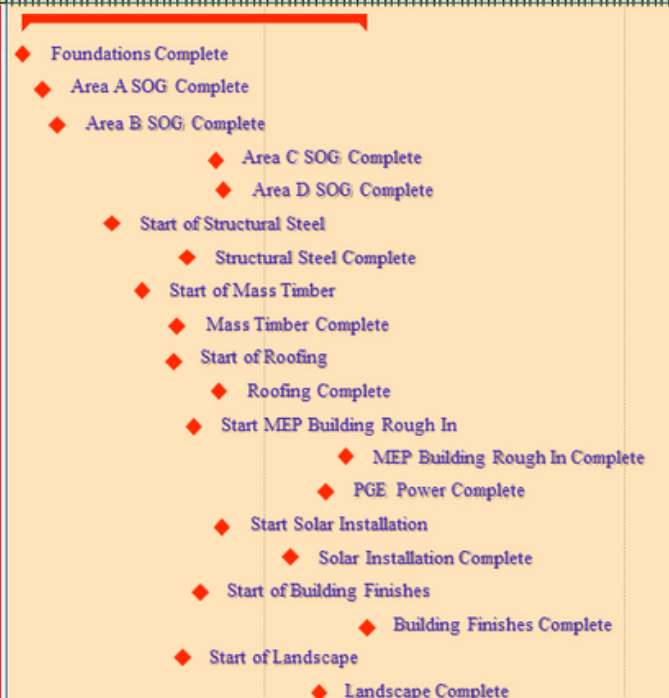 Foundations Complete
Area A SOG Complete
Area B SOG Complete
Area C SOG Complete
Area D SOG Complete
Start of Structural Steel
Structural Steel Complete
Start of Mass Timber
Mass Timber Complete
Start of Roofing
Roofing Complete
Start MEP Building Rough In
MEP Building Rough In Complete
PGE Power Complete
Start Solar Installation
Solar Installation Complete
Start of Building Finishes
Building Finishes Complete
Start of Landscape
Landscape Complete